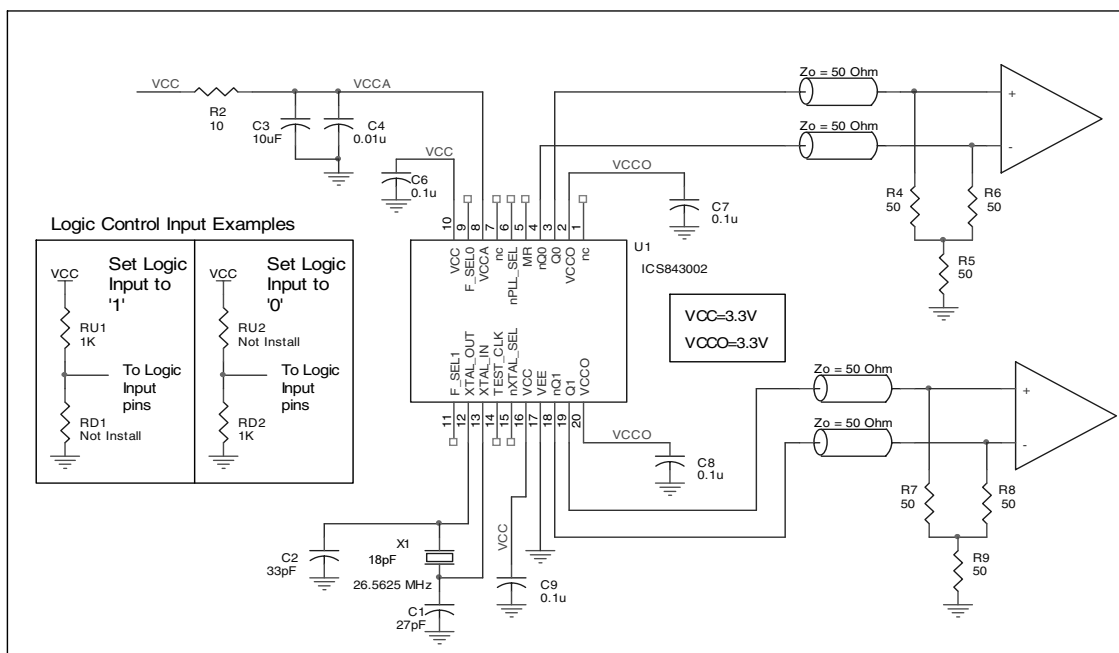 VCC
R2
10
VCCA
C3
10uF
C4
0.01u
VCC
C6
0.1u
VCCO
C7
0.1u
Zo = 50 Ohm
Zo = 50 Ohm
+
-
R4
50
R6
50
R5
50
Logic Control Input Examples
VCC
Set Logic
Input to
'1'
RU1
1K
To Logic
Input
pins
RD1
Not Install
VCC
Set Logic
Input to
'0'
RU2
Not Install
To Logic
Input
pins
RD2
1K
10
9
8
7
6
5
4
3
2
1
VCC
F_SEL0
VCCA
nc
nPLL_SEL
MR
nQ0
Q0
VCCO
nc
U1
ICS843002
F_SEL1
XTAL_OUT
XTAL_IN
TEST_CLK
nXTAL_SEL
VCC
VEE
nQ1
Q1
VCCO
11
12
13
14
15
16
17
18
19
20
VCC=3.3V
VCCO=3.3V
VCCO
C8
0.1u
Zo = 50 Ohm
Zo = 50 Ohm
+
-
R7
50
R8
50
R9
50
C2
33pF
X1
18pF
26.5625 MHz
C1
27pF
VCC
C9
0.1u